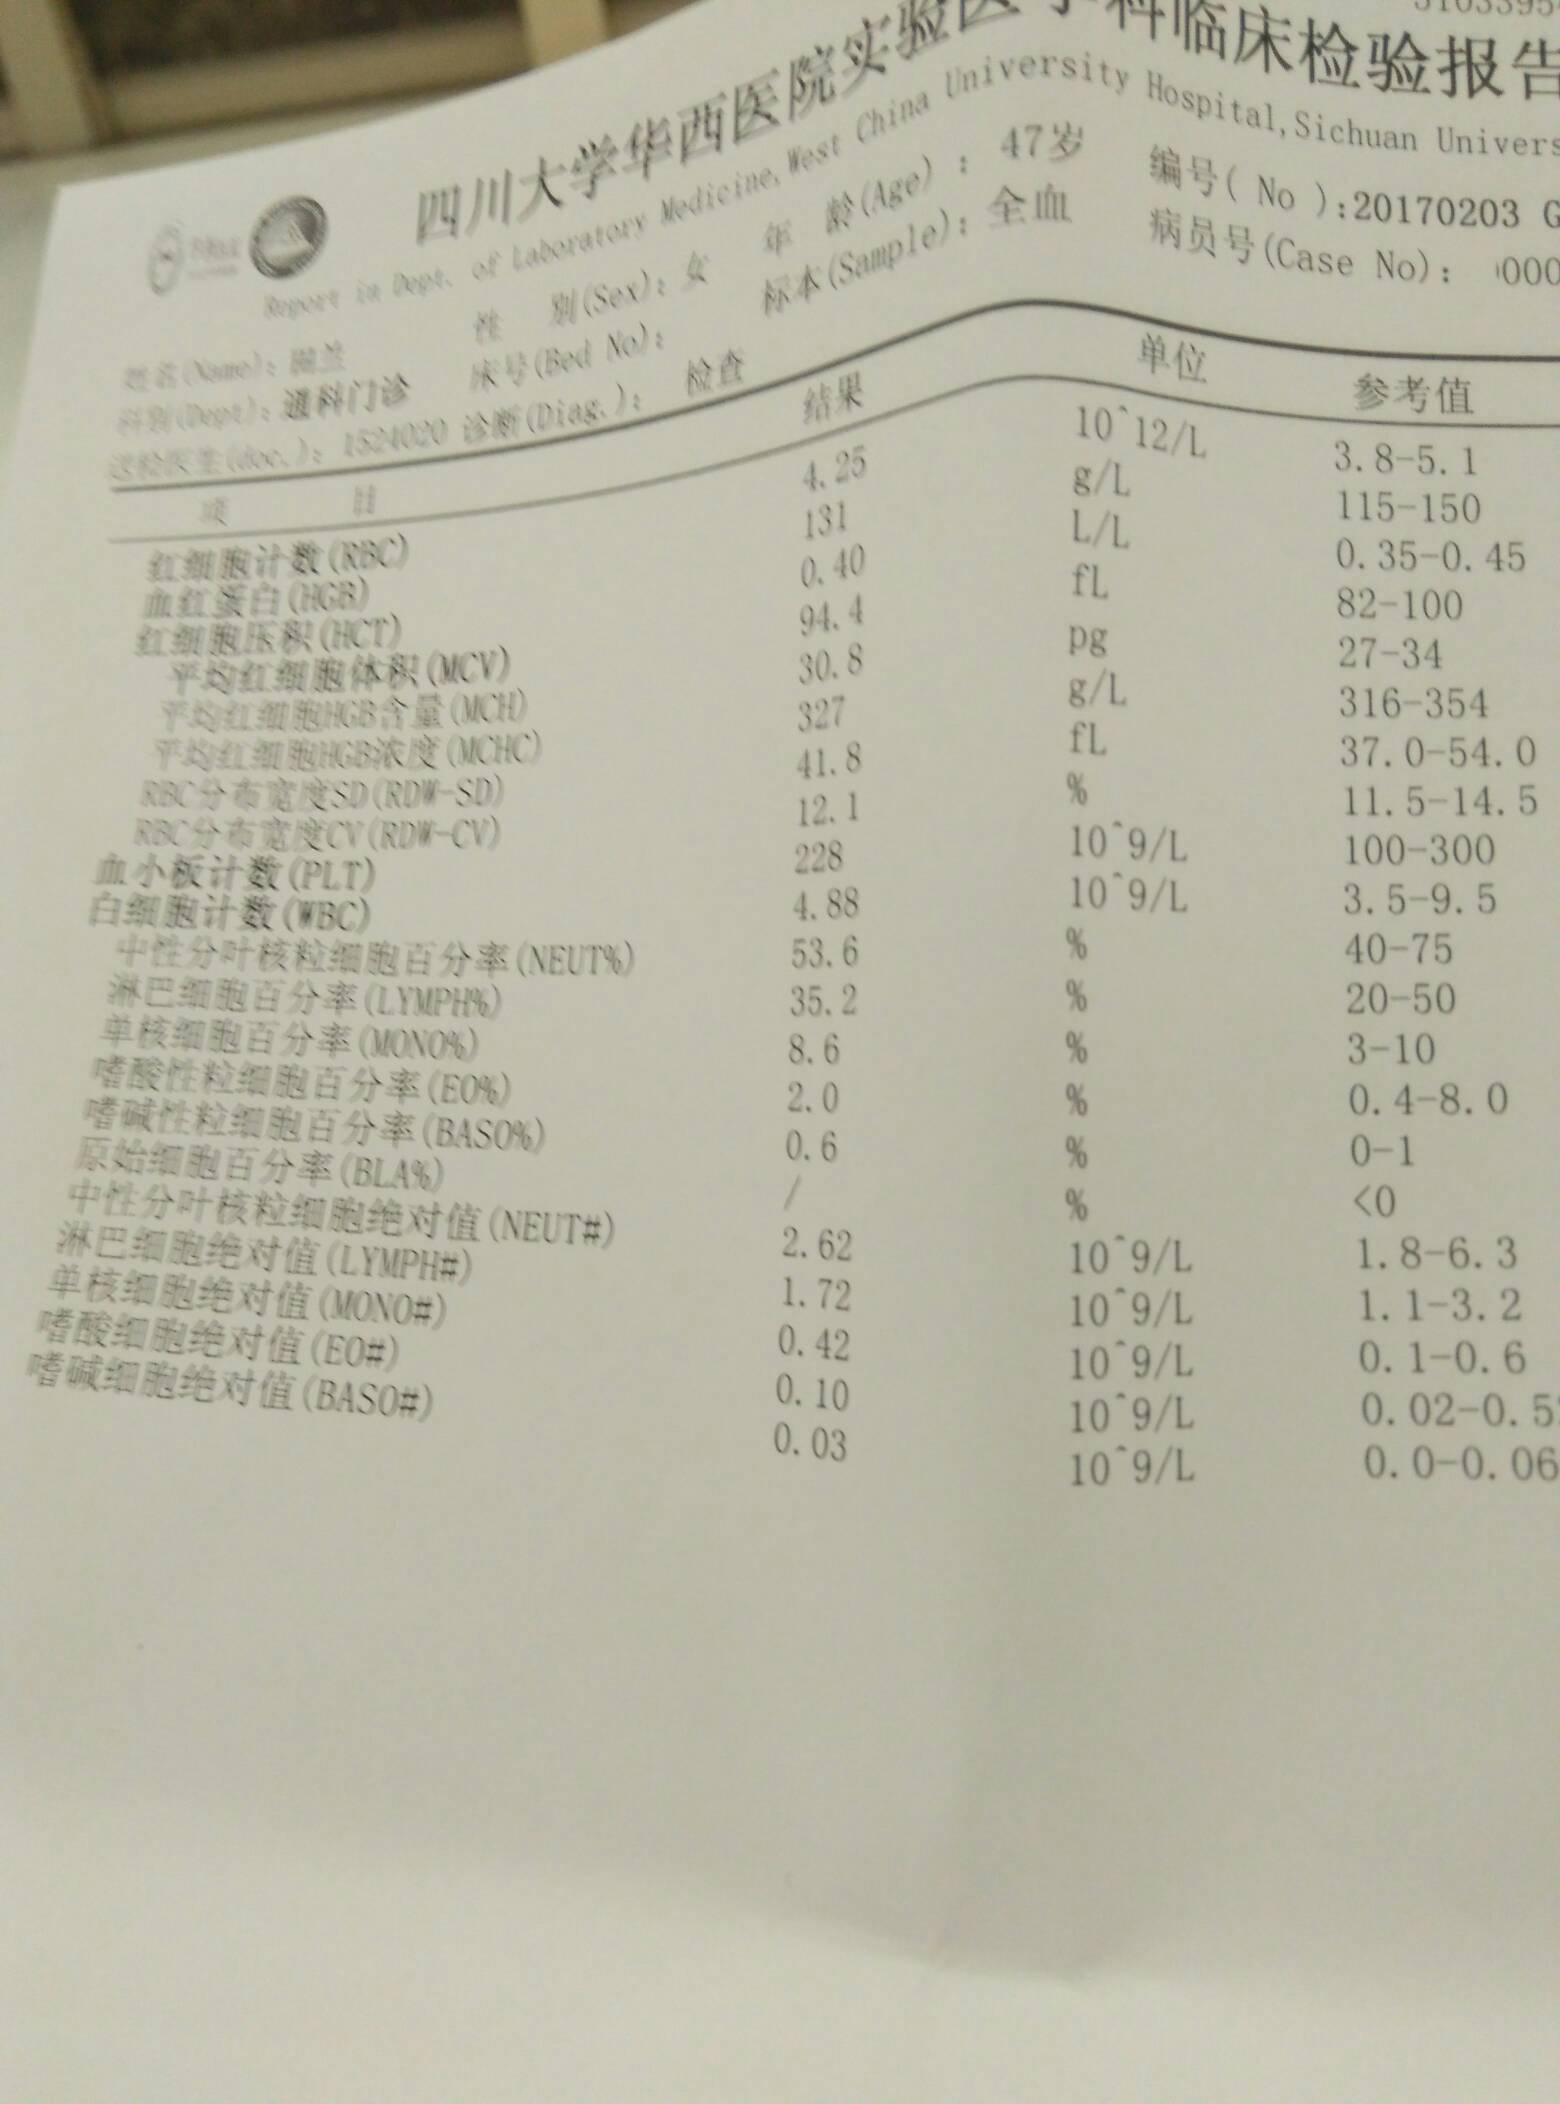 四川大学华西医院实验医学科临床检验报告
Report in Dept. of Laboratory Medicine,West China University Hospital,Sichuan Univers
编号( No ):20170203 G
姓名(Name): 兰 性 别(Sex): 女 年 龄(Age) : 47岁 病员号(Case No): 000
科别(Dept): 通科门诊 床号(Bed No): 标本(Sample): 全血
送检医生(doc.): 1524020 诊断(Diag.): 检查
项 目 结果 单位 参考值
红细胞计数(RBC) 4.25 10^12/L 3.8-5.1
血红蛋白(HGB) 131 g/L 115-150
红细胞压积(HCT) 0.40 L/L 0.35-0.45
平均红细胞体积(MCV) 94.4 fL 82-100
平均红细胞HGB含量(MCH) 30.8 pg 27-34
平均红细胞HGB浓度(MCHC) 327 g/L 316-354
RBC分布宽度SD(RDW-SD) 41.8 fL 37.0-54.0
RBC分布宽度CV(RDW-CV) 12.1 % 11.5-14.5
血小板计数(PLT) 228 10^9/L 100-300
白细胞计数(WBC) 4.88 10^9/L 3.5-9.5
中性分叶核粒细胞百分率(NEUT%) 53.6 % 40-75
淋巴细胞百分率(LYMPH%) 35.2 % 20-50
单核细胞百分率(MONO%) 8.6 % 3-10
嗜酸性粒细胞百分率(EO%) 2.0 % 0.4-8.0
嗜碱性粒细胞百分率(BASO%) 0.6 % 0-1
原始细胞百分率(BLA%) / % <0
中性分叶核粒细胞绝对值(NEUT#) 2.62 10^9/L 1.8-6.3
淋巴细胞绝对值(LYMPH#) 1.72 10^9/L 1.1-3.2
单核细胞绝对值(MONO#) 0.42 10^9/L 0.1-0.6
嗜酸细胞绝对值(EO#) 0.10 10^9/L 0.02-0.5
嗜碱细胞绝对值(BASO#) 0.03 10^9/L 0.0-0.06